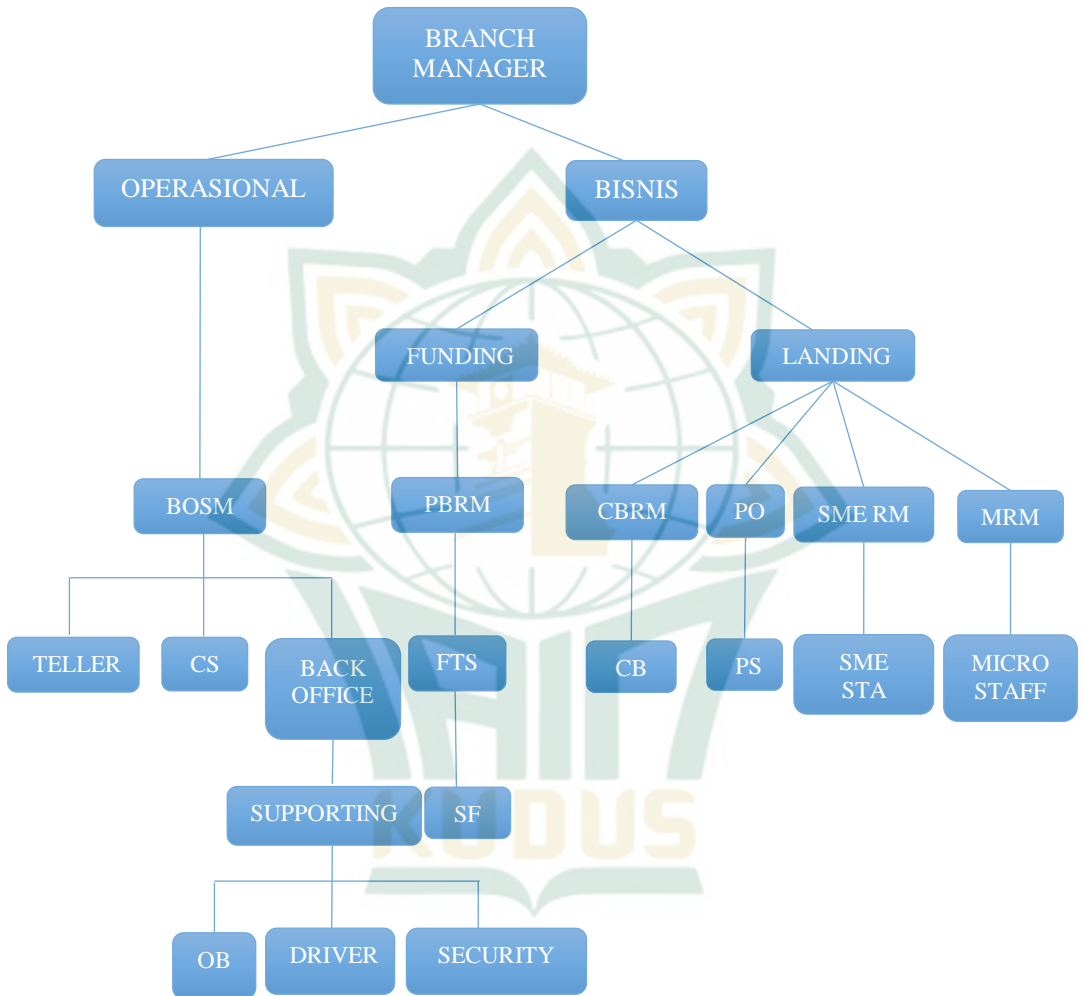 BRANCH
MANAGER
OPERASIONAL
BISNIS
FUNDING
LANDING
BOSM
PBRM
CBRM
PO
SME RM
MRM
TELLER
CS
BACK
OFFICE
FTS
CB
PS
SME
STA
MICRO
STAFF
SUPPORTING
SF
KUDUS
OB
DRIVER
SECURITY